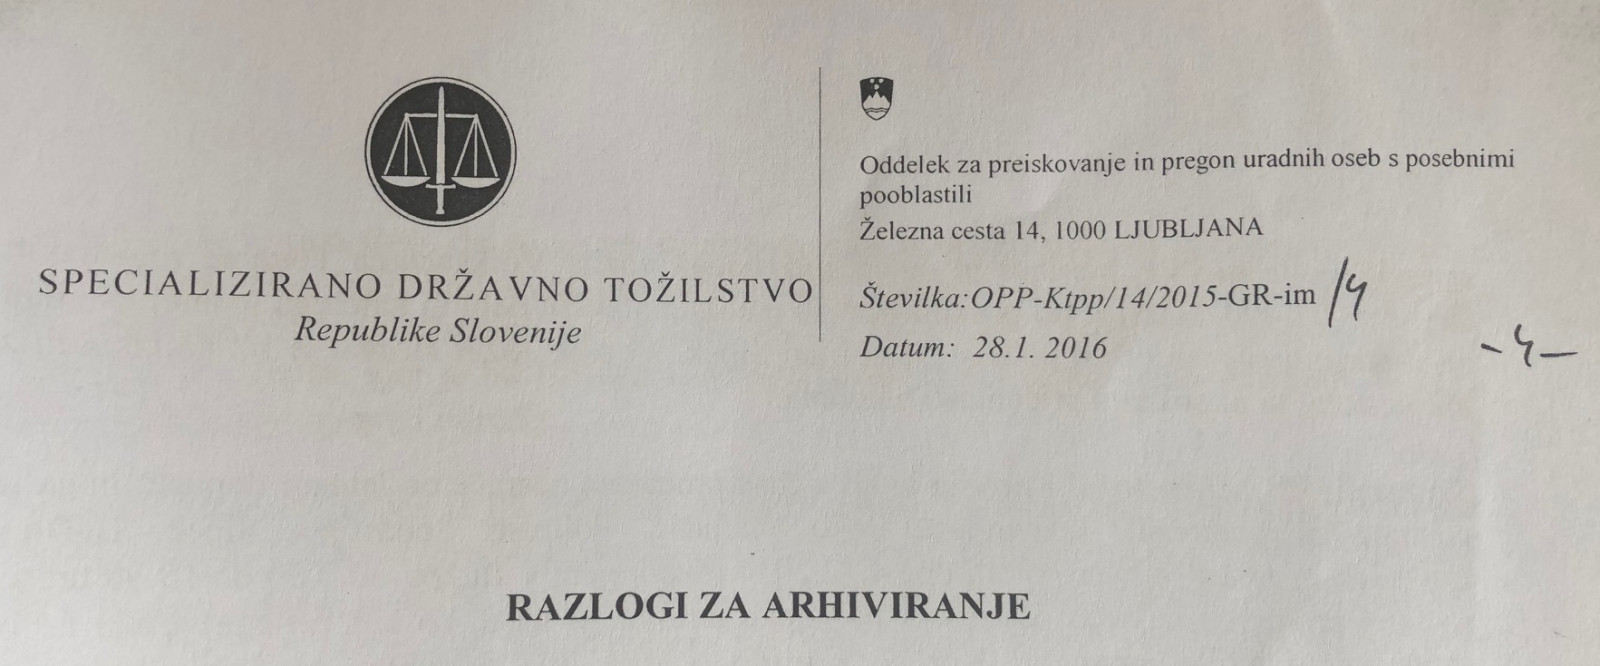 SPECIALIZIRANO DRŽAVNO TOŽILSTVO
Republike Slovenije
Oddelek za preiskovanje in pregon uradnih oseb s posebnimi
pooblastili
Železna cesta 14, 1000 LJUBLJANA
Številka:OPP-Ktpp/14/2015-GR-im /4
Datum: 28.1. 2016
-4-
RAZLOGI ZA ARHIVIRANJE